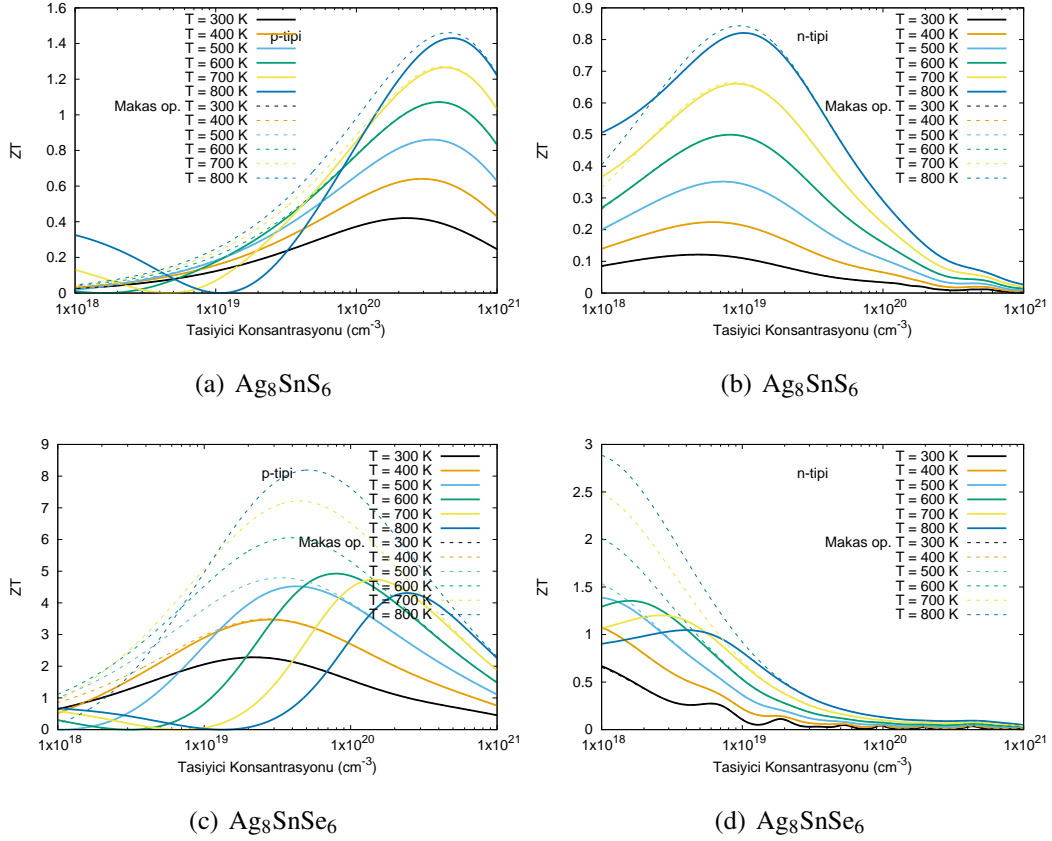 ZT
1.6
1.4
1.2
1
0.8
0.6
0.4
0.2
0
1x10^18
1x10^19
1x10^20
1x10^21
Tasiyici Konsantrasyonu (cm^-3)
p-tipi
T = 300 K
T = 400 K
T = 500 K
T = 600 K
T = 700 K
T = 800 K
Makas op.
T = 300 K
T = 400 K
T = 500 K
T = 600 K
T = 700 K
T = 800 K
(a) Ag8SnS6
ZT
0.9
0.8
0.7
0.6
0.5
0.4
0.3
0.2
0.1
0
1x10^18
1x10^19
1x10^20
1x10^21
Tasiyici Konsantrasyonu (cm^-3)
n-tipi
T = 300 K
T = 400 K
T = 500 K
T = 600 K
T = 700 K
T = 800 K
Makas op.
T = 300 K
T = 400 K
T = 500 K
T = 600 K
T = 700 K
T = 800 K
(b) Ag8SnS6
ZT
9
8
7
6
5
4
3
2
1
0
1x10^18
1x10^19
1x10^20
1x10^21
Tasiyici Konsantrasyonu (cm^-3)
p-tipi
T = 300 K
T = 400 K
T = 500 K
T = 600 K
T = 700 K
T = 800 K
Makas op.
T = 300 K
T = 400 K
T = 500 K
T = 600 K
T = 700 K
T = 800 K
(c) Ag8SnSe6
ZT
3
2.5
2
1.5
1
0.5
0
1x10^18
1x10^19
1x10^20
1x10^21
Tasiyici Konsantrasyonu (cm^-3)
n-tipi
T = 300 K
T = 400 K
T = 500 K
T = 600 K
T = 700 K
T = 800 K
Makas op.
T = 300 K
T = 400 K
T = 500 K
T = 600 K
T = 700 K
T = 800 K
(d) Ag8SnSe6